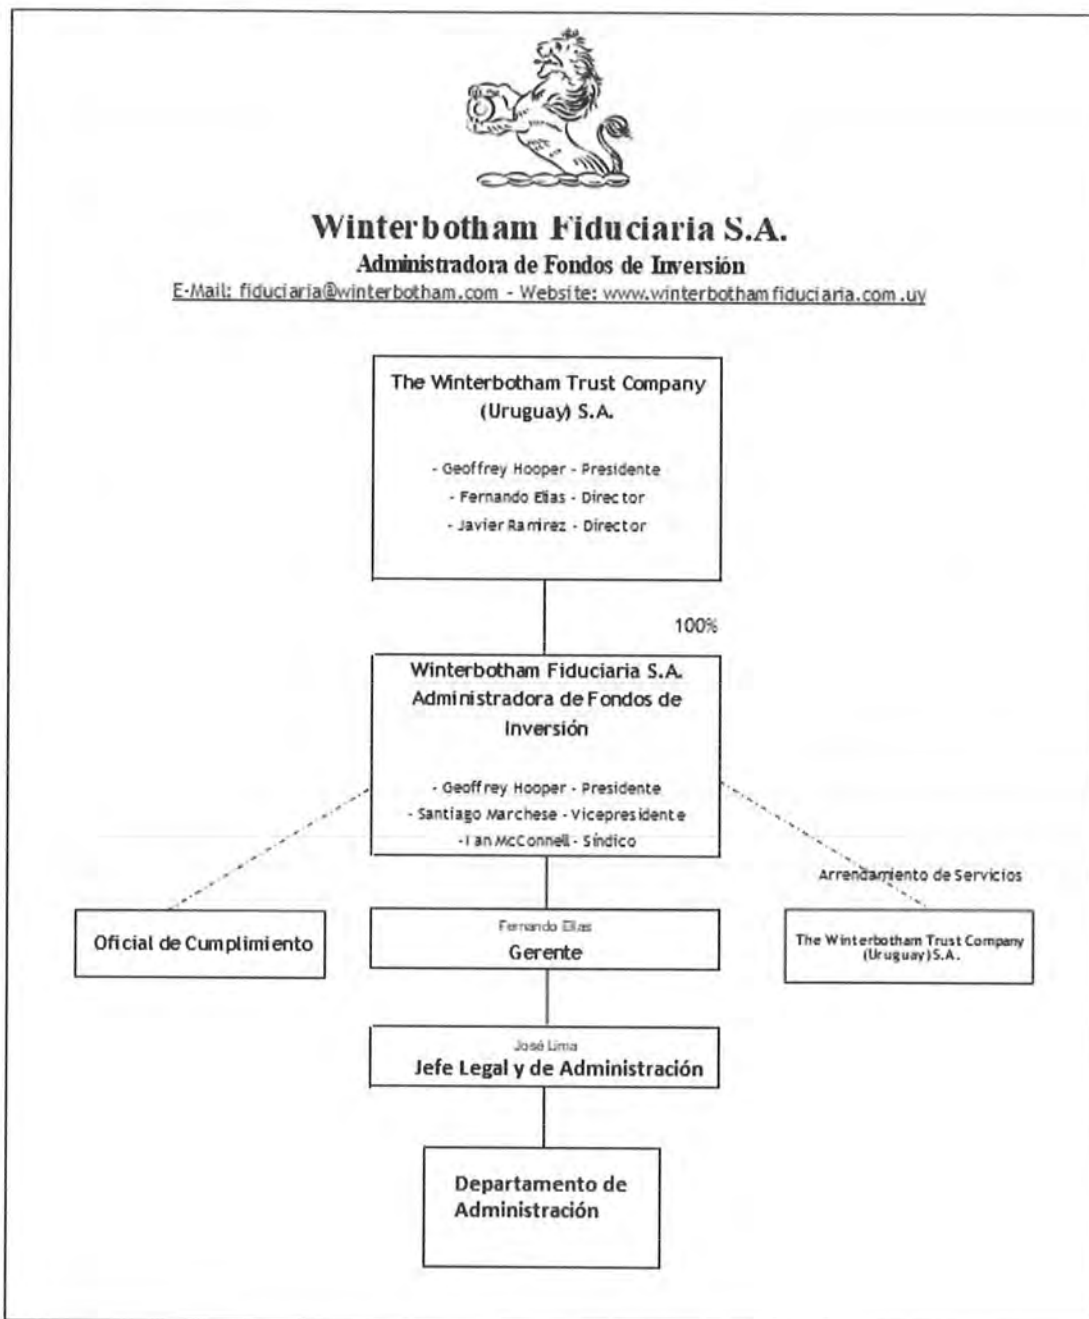 Winterbotham Fiduciaria S.A.
Administradora de Fondos de Inversión
E-Mail: fiduciaria@winterbotham.com - Website: www.winterbothamfiduciaria.com.uy
The Winterbotham Trust Company
(Uruguay) S.A.
- Geoffrey Hooper - Presidente
- Fernando Elias - Director
- Javier Ramirez - Director
100%
Winterbotham Fiduciaria S.A.
Administradora de Fondos de
Inversión
- Geoffrey Hooper - Presidente
- Santiago Marchese - Vicepresidente
-Ian McConnell - Síndico
Arrendamiento de Servicios
Oficial de Cumplimiento
Fernando Elias
Gerente
The Winterbotham Trust Company
(Uruguay) S.A.
José Lima
Jefe Legal y de Administración
Departamento de
Administración